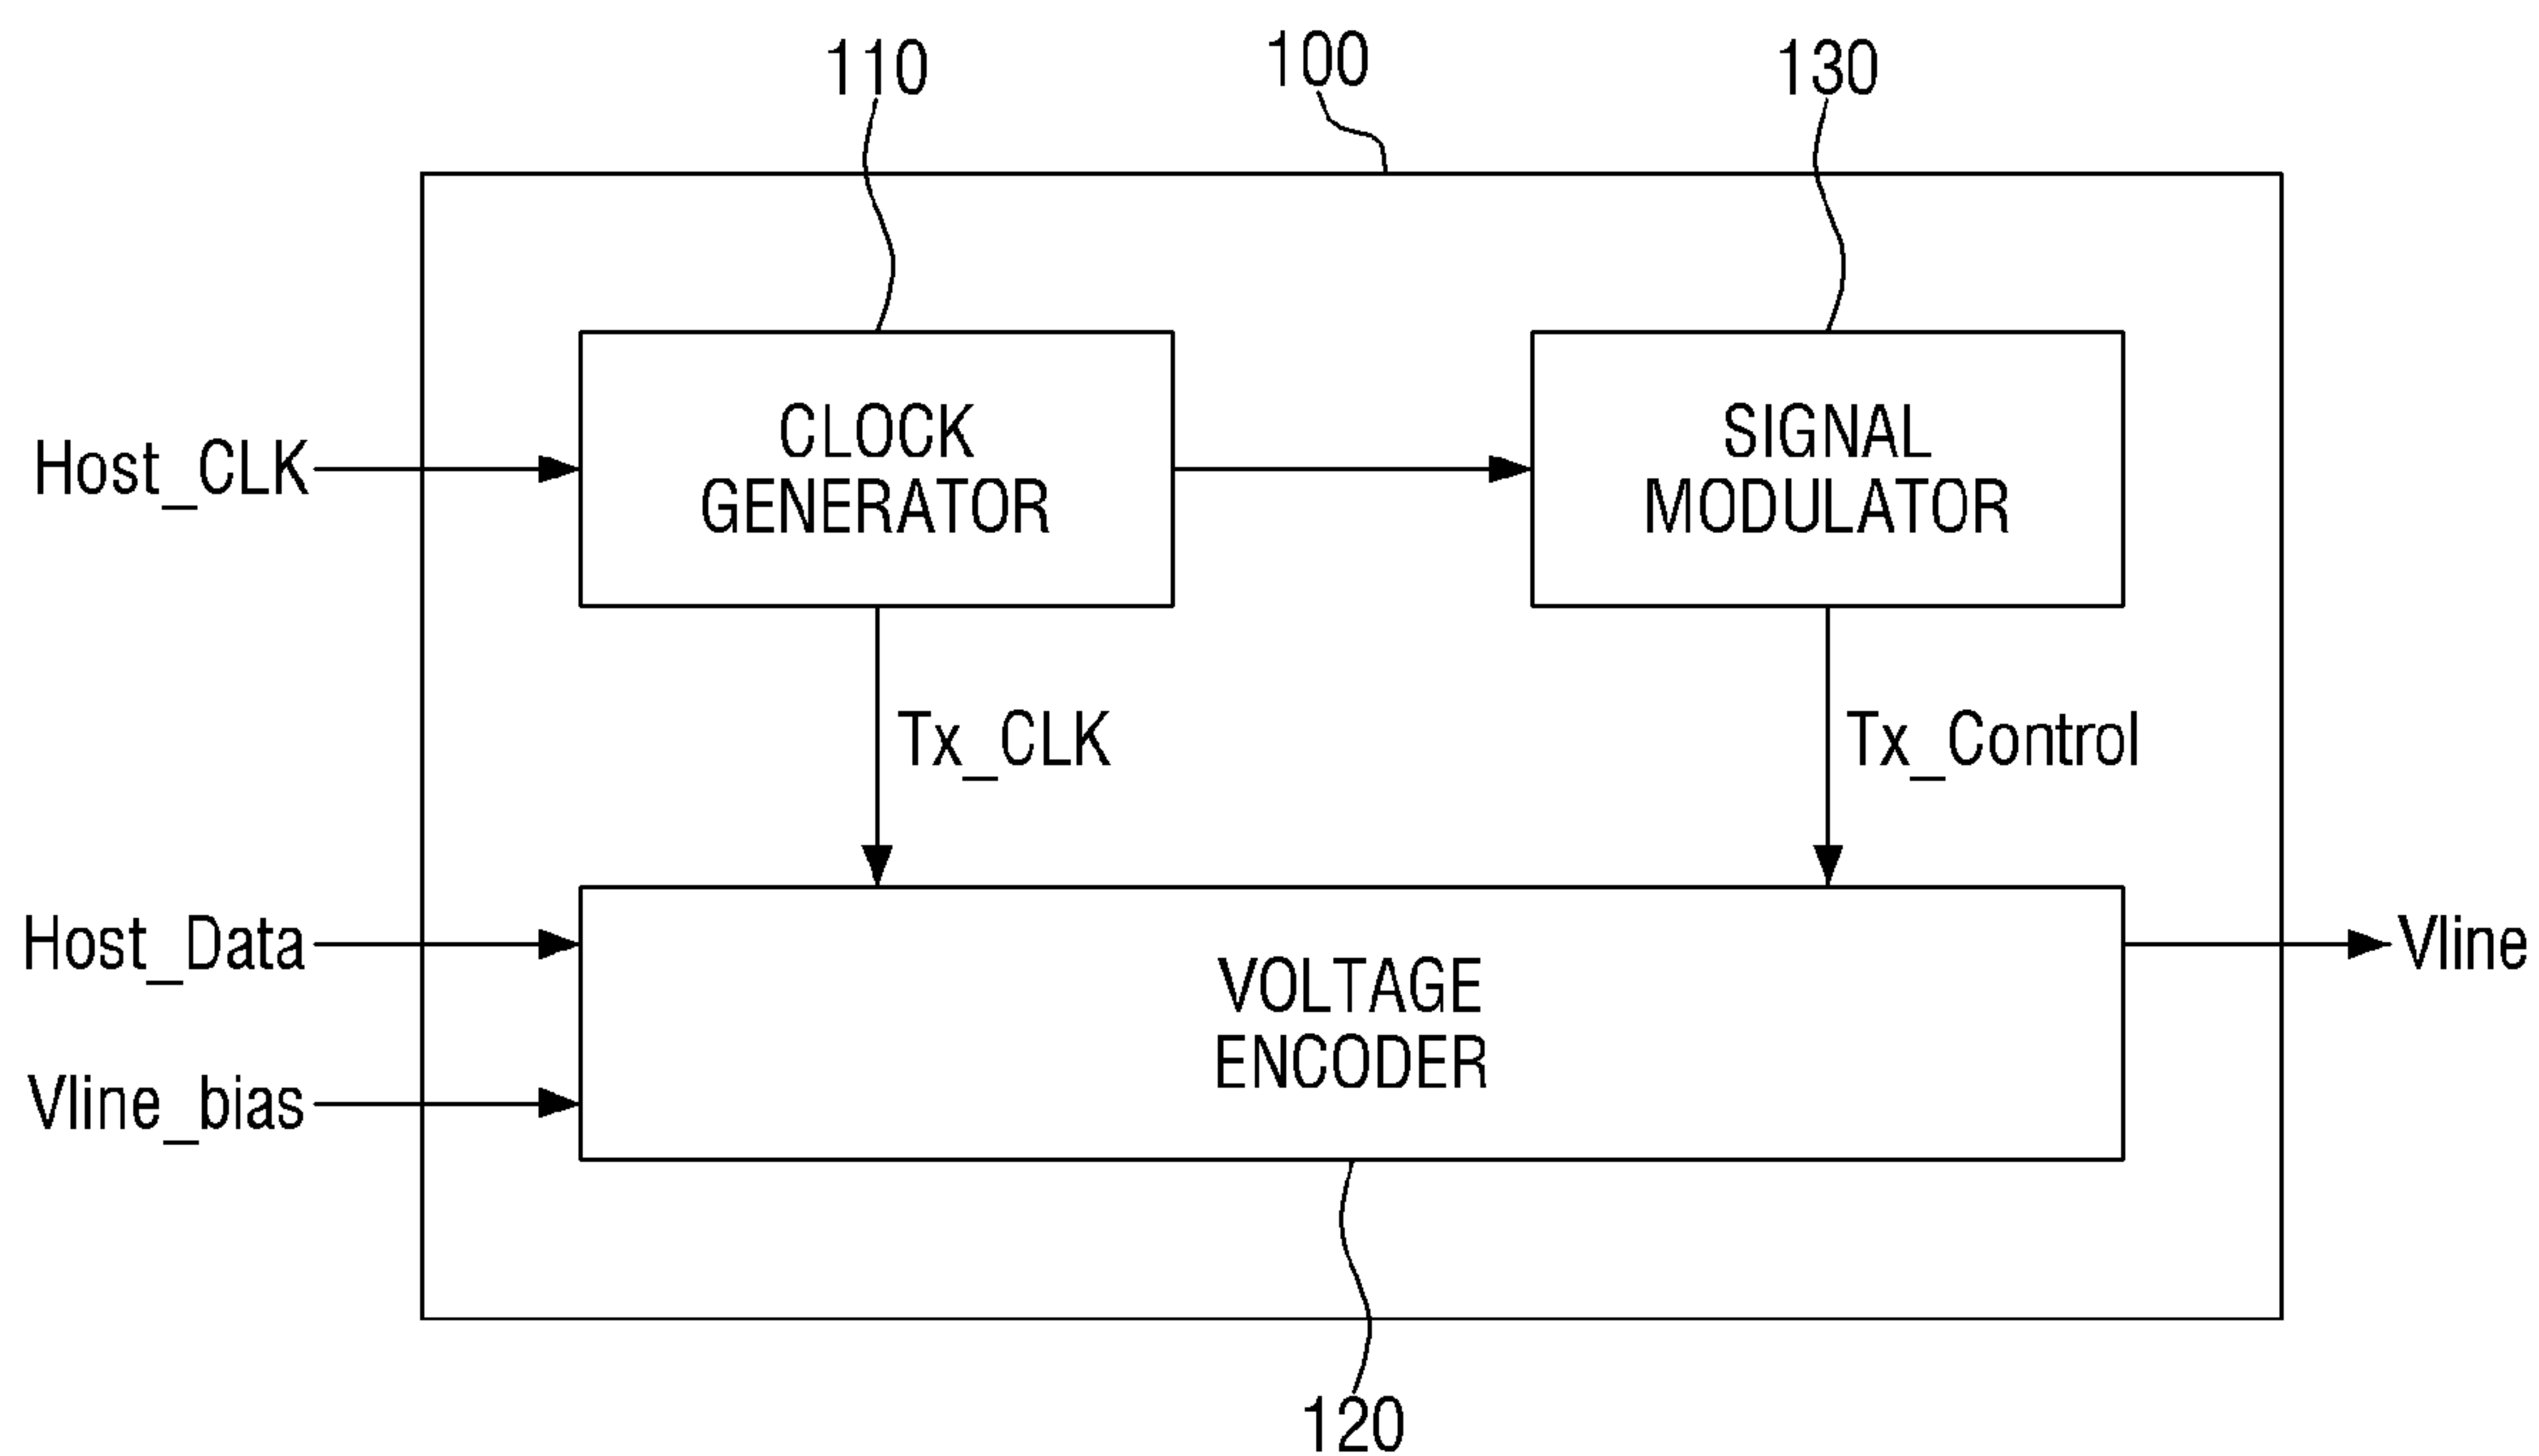 110
100
130
Host_CLK
CLOCK
GENERATOR
SIGNAL
MODULATOR
Tx_CLK
Tx_Control
Host_Data
Vline_bias
VOLTAGE
ENCODER
Vline
120